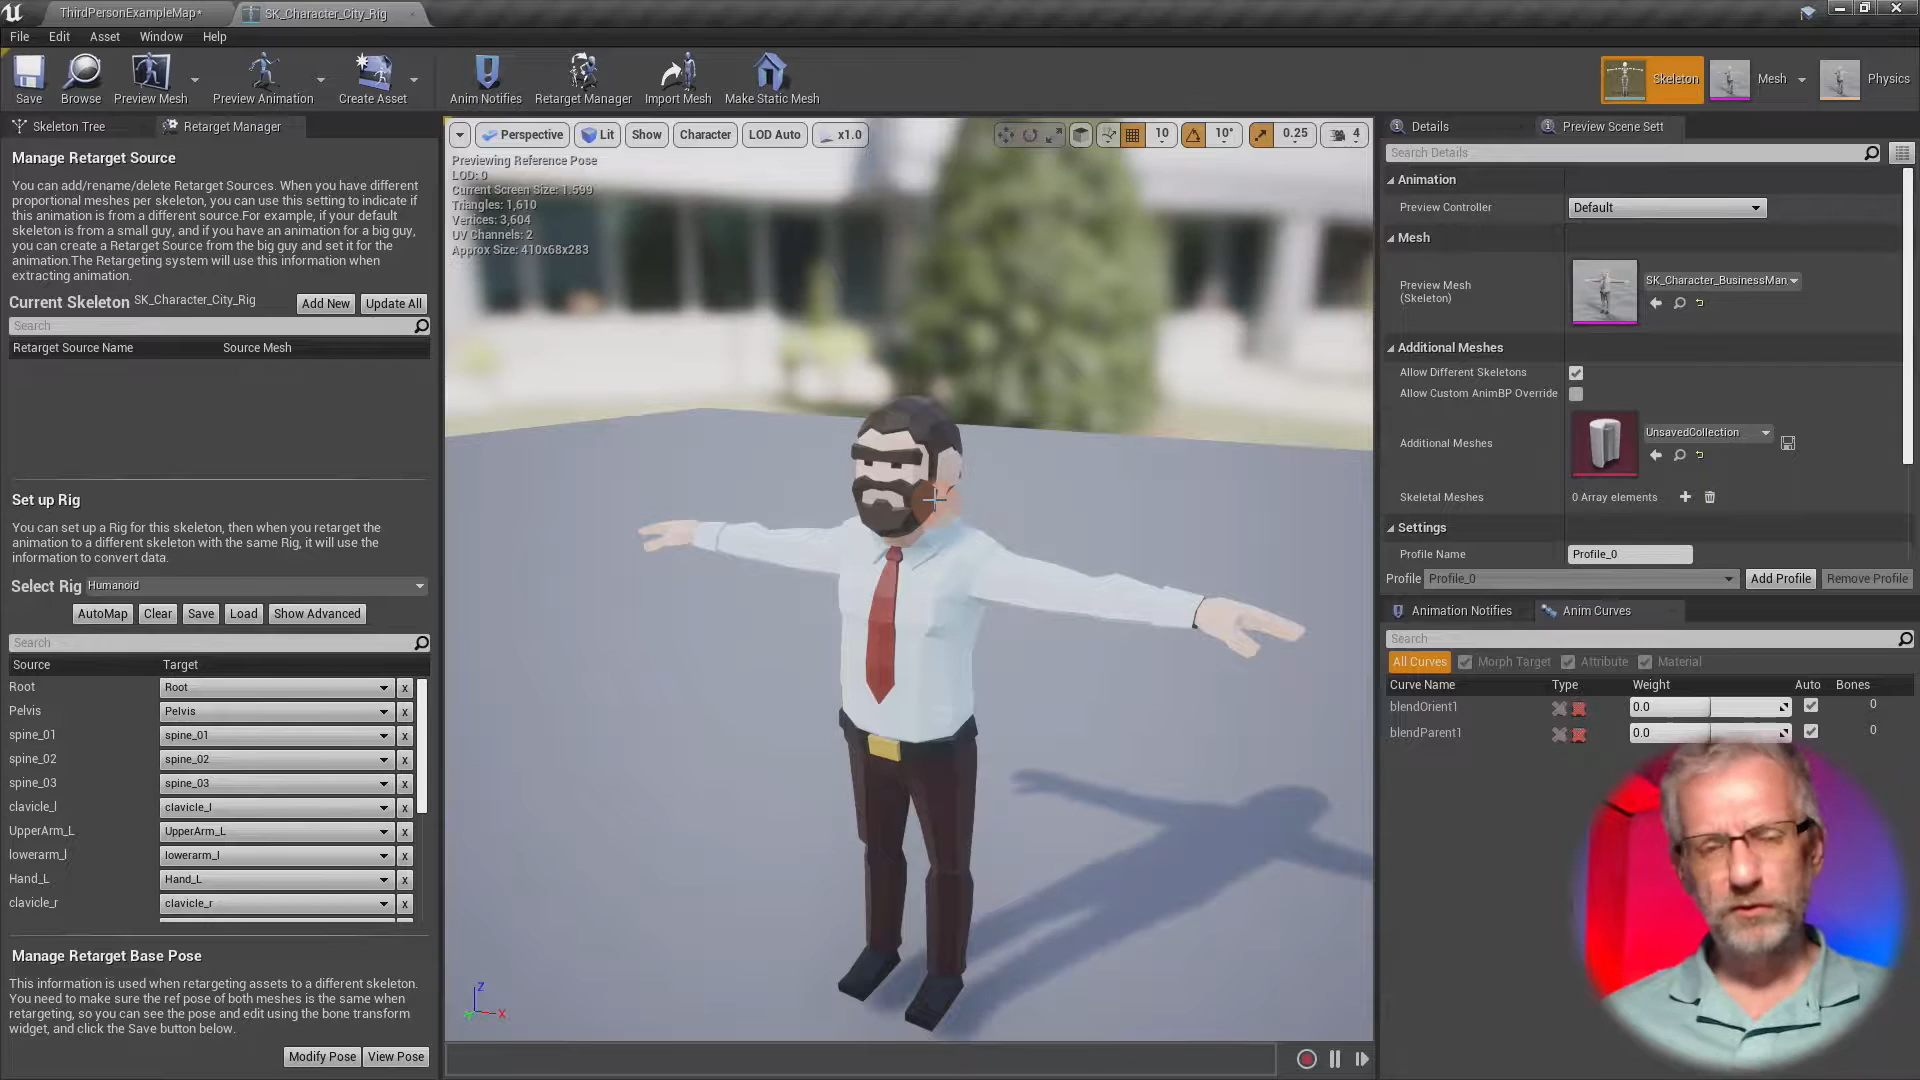 ThirdPersonExampleMap*
SK_Character_City_Rig
File Edit Asset Window Help
Save
Browse
Preview Mesh
Preview Animation
Create Asset
Anim Notifies
Retarget Manager
Import Mesh
Make Static Mesh
Skeleton
Mesh
Physics
Skeleton Tree
Retarget Manager
Manage Retarget Source
You can add/rename/delete Retarget Sources. When you have different
proportional meshes per skeleton, you can use this setting to indicate if
this animation is from a different source.For example, if your default
skeleton is from a small guy, and if you have an animation for a big guy,
you can create a Retarget Source from the big guy and set it for the
animation.The Retargeting system will use this information when
extracting animation.
Current Skeleton SK_Character_City_Rig Add New Update All
Search
Retarget Source Name Source Mesh
Set up Rig
You can set up a Rig for this skeleton, then when you retarget the
animation to a different skeleton with the same Rig, it will use the
information to convert data.
Select Rig Humanoid
AutoMap Clear Save Load Show Advanced
Search
Source Target
Root Root x
Pelvis Pelvis x
spine_01 spine_01 x
spine_02 spine_02 x
spine_03 spine_03 x
clavicle_l clavicle_l x
UpperArm_L UpperArm_L x
lowerarm_l lowerarm_l x
Hand_L Hand_L x
clavicle_r clavicle_r x
Manage Retarget Base Pose
This information is used when retargeting assets to a different skeleton.
You need to make sure the ref pose of both meshes is the same when
retargeting, so you can see the pose and edit using the bone transform
widget, and click the Save button below.
Modify Pose View Pose
Perspective Lit Show Character LOD Auto x1.0 10 10° 0.25 4
Previewing Reference Pose
LOD: 0
Current Screen Size: 1.599
Triangles: 1,610
Vertices: 3,604
UV Channels: 2
Approx Size: 410x68x283
Z
X
Details
Preview Scene Sett
Search Details
Animation
Preview Controller Default
Mesh
Preview Mesh
(Skeleton)
SK_Character_BusinessMan
Additional Meshes
Allow Different Skeletons
Allow Custom AnimBP Override
Additional Meshes UnsavedCollection
Skeletal Meshes 0 Array elements
Settings
Profile Name Profile_0
Profile Profile_0 Add Profile Remove Profile
Animation Notifies
Anim Curves
Search
All Curves Morph Target Attribute Material
Curve Name Type Weight Auto Bones
blendOrient1 0.0 0
blendParent1 0.0 0